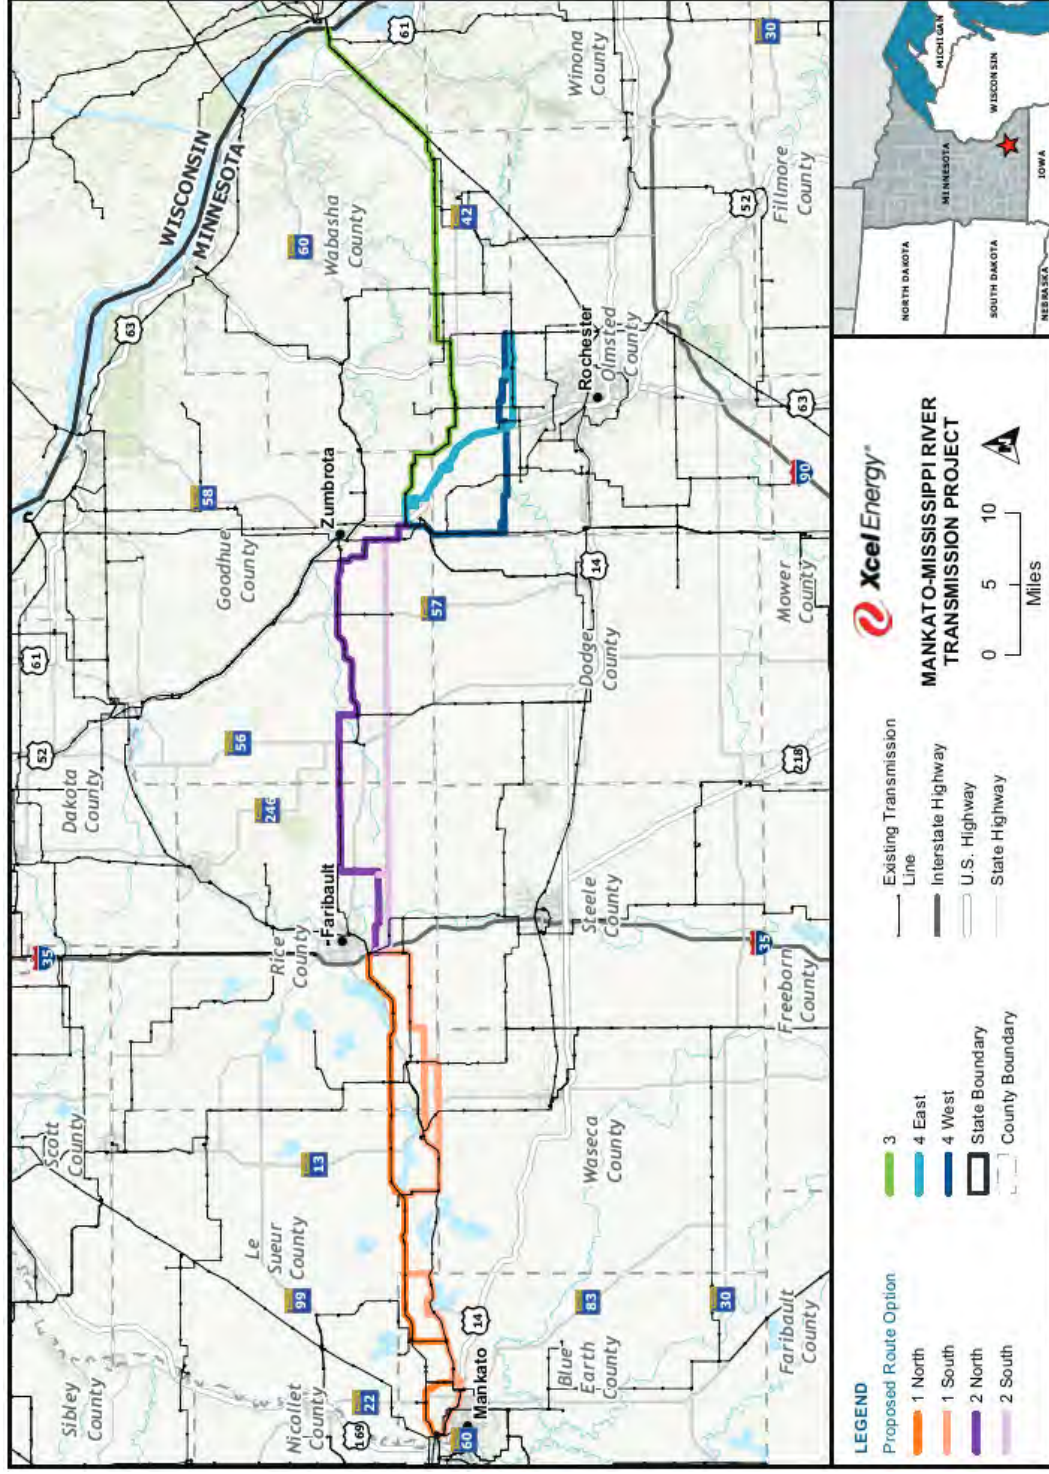 WISCONSIN
MINNESOTA
61
30
Winona
County
60
Wabasha
County
42
52
Fillmore
County
63
58
Goodhue
County
Zumbrota
Rochester
Olmsted
County
63
90
61
57
14
Dodge
County
Mower
County
52
Dakota
County
56
246
218
35
Rice
County
Faribault
Steele
County
35
Freeborn
County
Scott
County
13
Waseca
County
Le
Sueur
County
99
14
83
30
Sibley
County
Nicollet
County
22
169
60
Mankato
Blue
Earth
County
Faribault
County
LEGEND
Proposed Route Option
1 North
1 South
2 North
2 South
3
4 East
4 West
State Boundary
County Boundary
Existing Transmission
Line
Interstate Highway
U.S. Highway
State Highway
Xcel Energy®
MANKATO-MISSISSIPPI RIVER
TRANSMISSION PROJECT
0 5 10
Miles
N
NORTH DAKOTA
SOUTH DAKOTA
NEBRASKA
MINNESOTA
IOWA
WISCONSIN
MICHIGAN